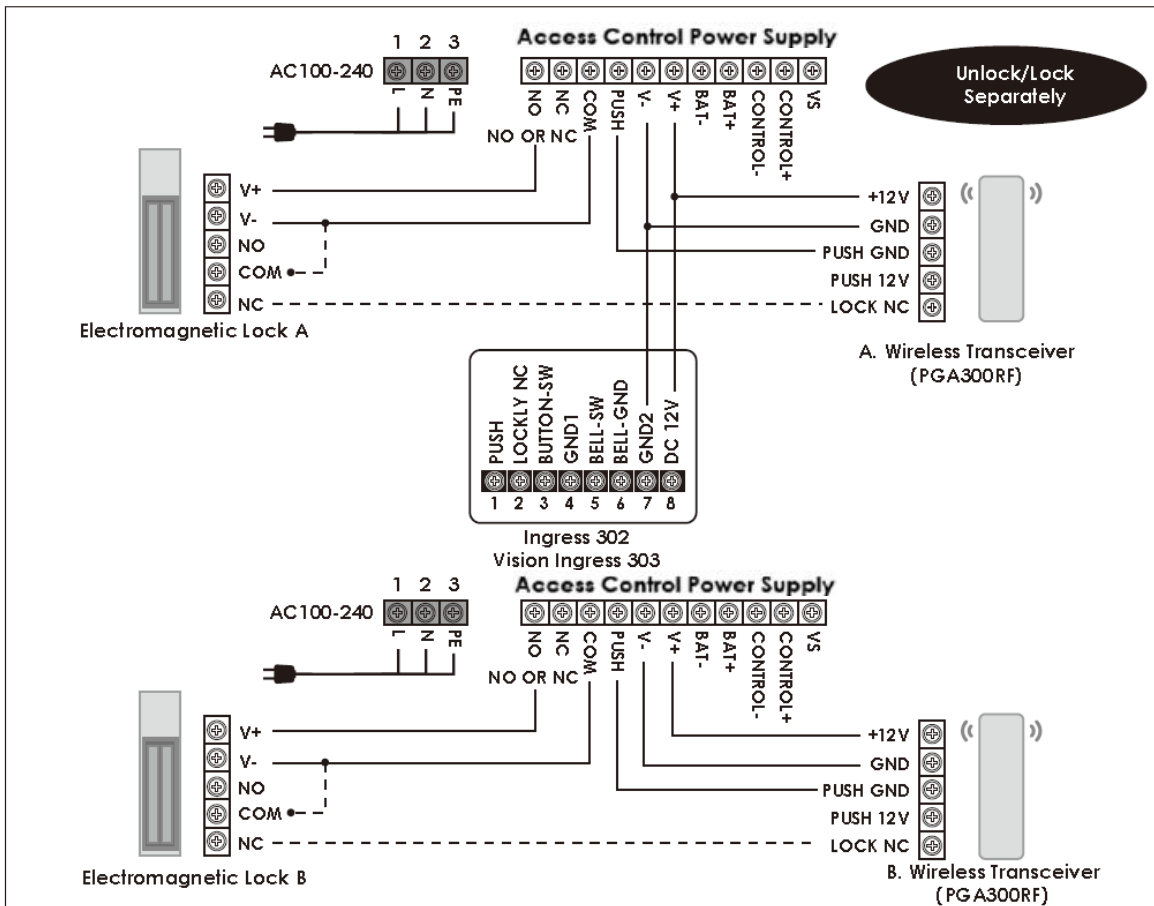 Access Control Power Supply
Unlock/Lock
Separately
1 2 3
AC100-240
L N PE
NO NC COM PUSH V- V+ BAT- BAT+ CONTROL- CONTROL+ VS
NO OR NC
V+
V-
NO
COM
NC
Electromagnetic Lock A
+12V
GND
PUSH GND
PUSH 12V
LOCK NC
A. Wireless Transceiver
(PGA300RF)
PUSH LOCKLY NC BUTTON-SW GND1 BELL-SW BELL-GND GND2 DC 12V
1 2 3 4 5 6 7 8
Ingress 302
Vision Ingress 303
Access Control Power Supply
1 2 3
AC100-240
L N PE
NO NC COM PUSH V- V+ BAT- BAT+ CONTROL- CONTROL+ VS
NO OR NC
V+
V-
NO
COM
NC
Electromagnetic Lock B
+12V
GND
PUSH GND
PUSH 12V
LOCK NC
B. Wireless Transceiver
(PGA300RF)